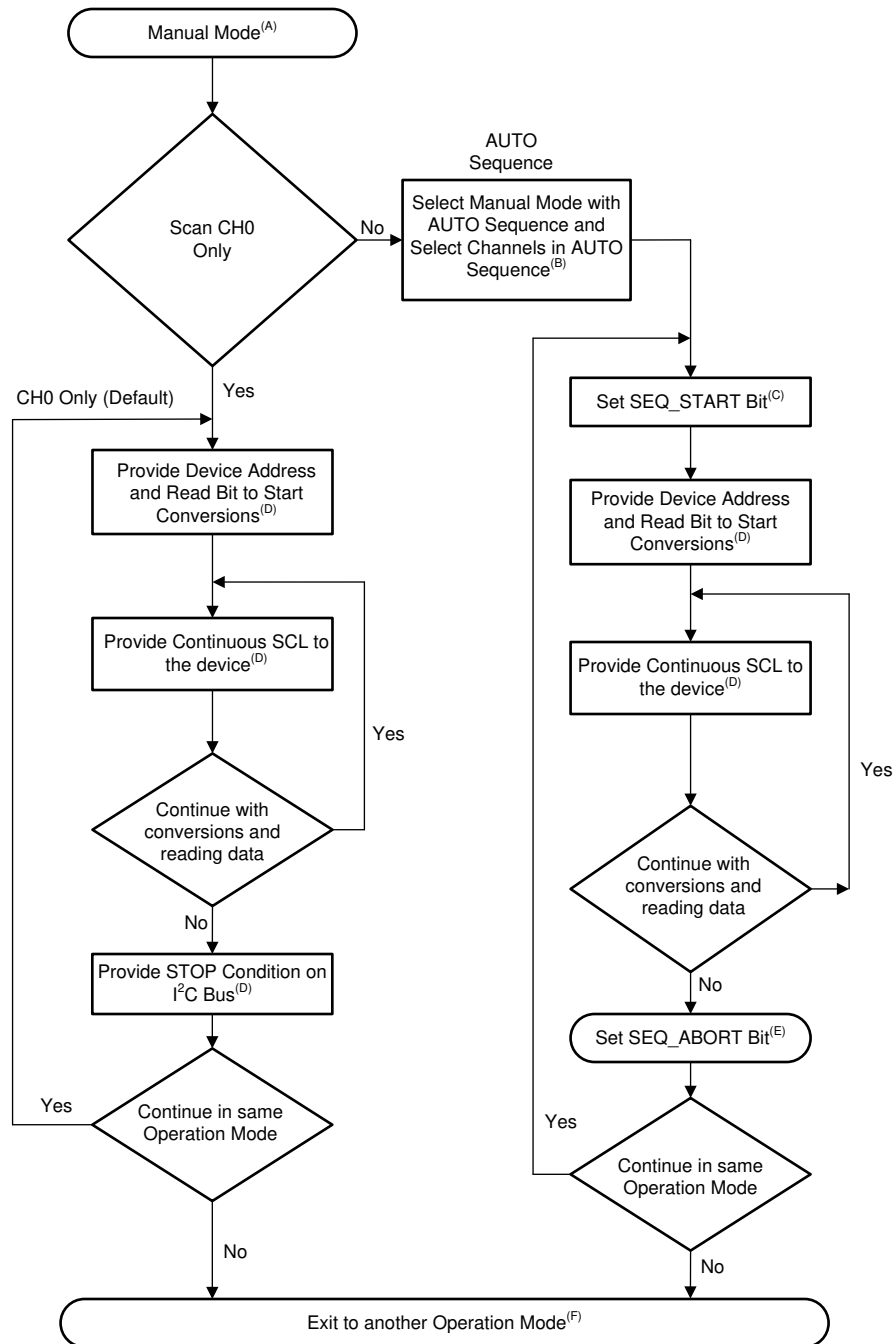 Manual Mode(A)
Scan CH0
Only
No
AUTO
Sequence
Select Manual Mode with
AUTO Sequence and
Select Channels in AUTO
Sequence(B)
Yes
CH0 Only (Default)
Provide Device Address
and Read Bit to Start
Conversions(D)
Provide Continuous SCL to
the device(D)
Yes
Continue with
conversions and
reading data
No
Provide STOP Condition on
I2C Bus(D)
Yes
Continue in same
Operation Mode
No
Set SEQ_START Bit(C)
Provide Device Address
and Read Bit to Start
Conversions(D)
Provide Continuous SCL to
the device(D)
Yes
Continue with
conversions and
reading data
No
Set SEQ_ABORT Bit(E)
Yes
Continue in same
Operation Mode
No
Exit to another Operation Mode(F)